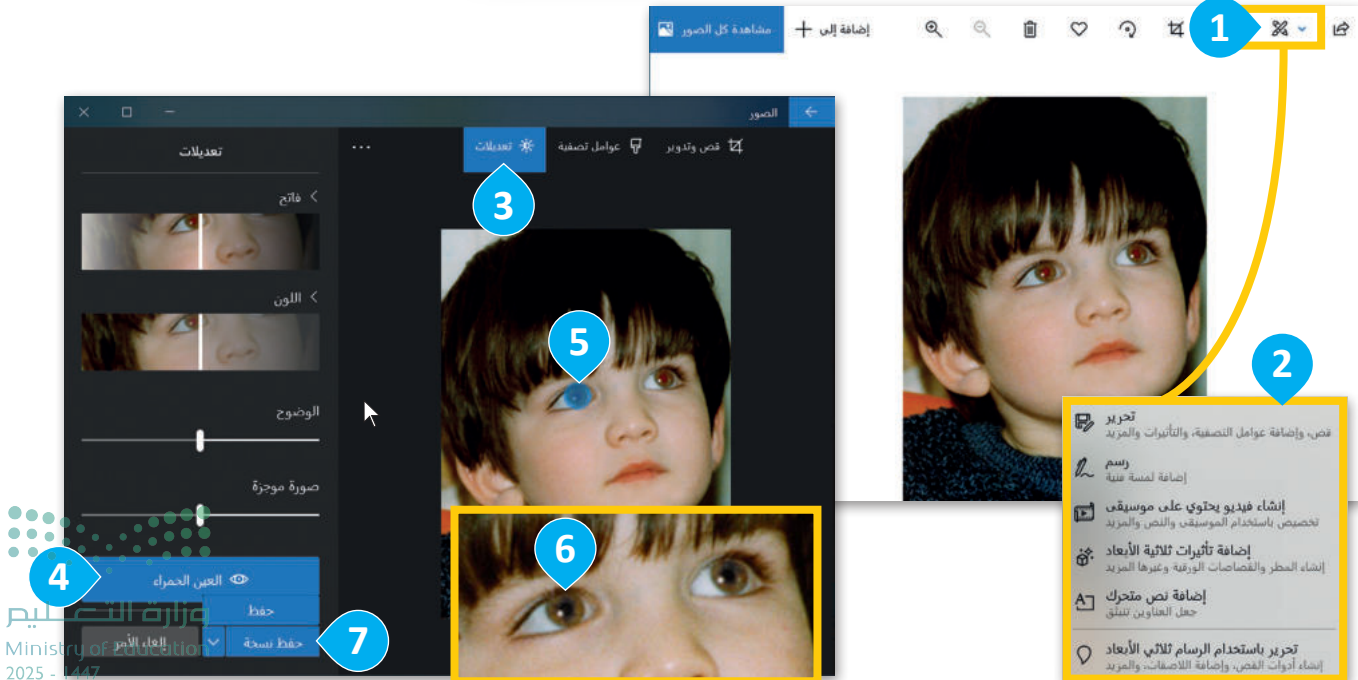 مشاهدة كل الصور
إضافة إلى +
1
الصور
قص وتدوير
عوامل تصفية
تعديلات
...
3
تعديلات
فاتح
اللون
الوضوح
صورة موجزة
5
2
تحرير
قص، وإضافة عوامل التصفية، والتأثيرات والمزيد
رسم
إضافة لمسة فنية
إنشاء فيديو يحتوي على موسيقى
تخصيص باستخدام الموسيقى والنص والمزيد
إضافة تأثيرات ثلاثية الأبعاد
إنشاء المطر والقصاصات الورقية وغيرها المزيد
إضافة نص متحرك
جعل العناوين تنبثق
تحرير باستخدام الرسام ثلاثي الأبعاد
إنشاء أدوات القص، وإضافة اللاصقات، والمزيد
6
4
العين الحمراء
حفظ
حفظ نسخة
إلغاء الأمر
7
وزارة التعليم
Ministry of Education
2025 - 1447